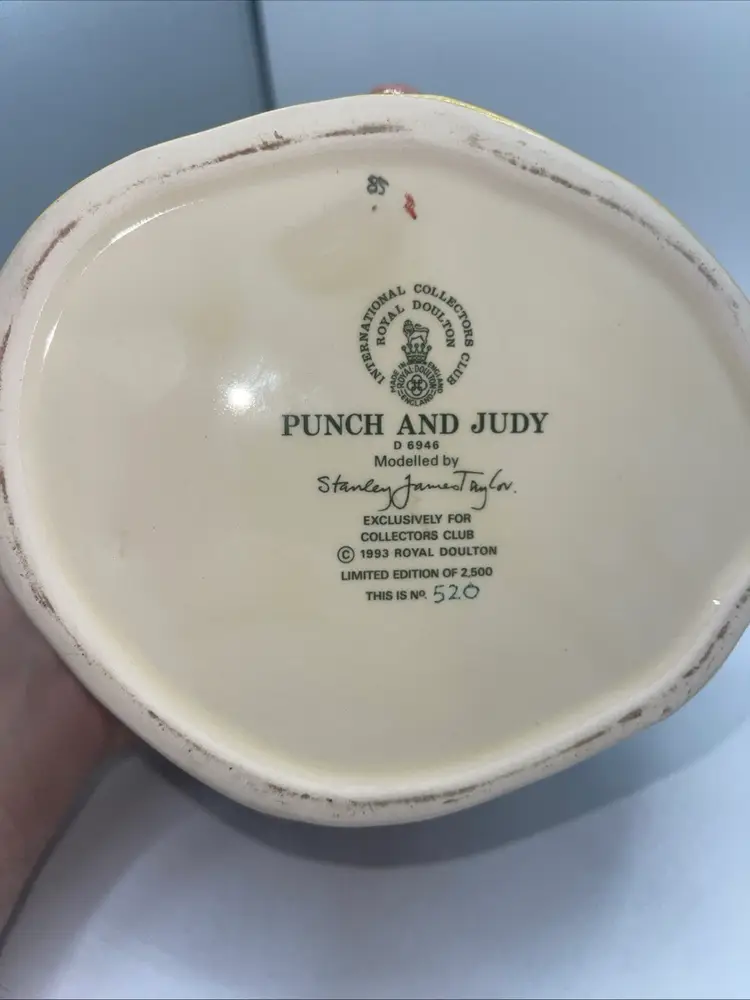 28
INTERNATIONAL COLLECTORS CLUB
ROYAL DOULTON
MADE IN ENGLAND
ROYAL·DOULTON
ENGLAND
PUNCH AND JUDY
D 6946
Modelled by
Stanley James Taylor.
EXCLUSIVELY FOR
COLLECTORS CLUB
© 1993 ROYAL DOULTON
LIMITED EDITION OF 2,500
THIS IS Nº. 520